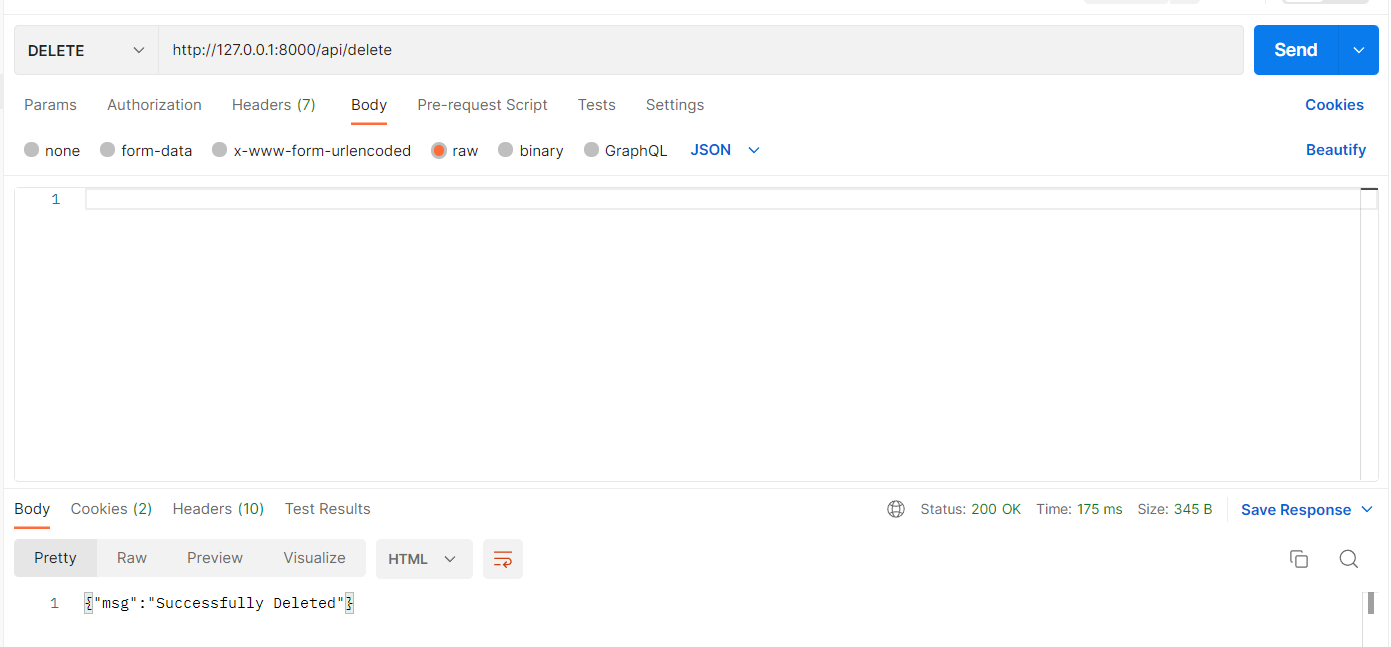 DELETE http://127.0.0.1:8000/api/delete Send
Params Authorization Headers (7) Body Pre-request Script Tests Settings Cookies
none form-data x-www-form-urlencoded raw binary GraphQL JSON Beautify
1
Body Cookies (2) Headers (10) Test Results Status: 200 OK Time: 175 ms Size: 345 B Save Response
Pretty Raw Preview Visualize HTML
1 {"msg":"Successfully Deleted"}